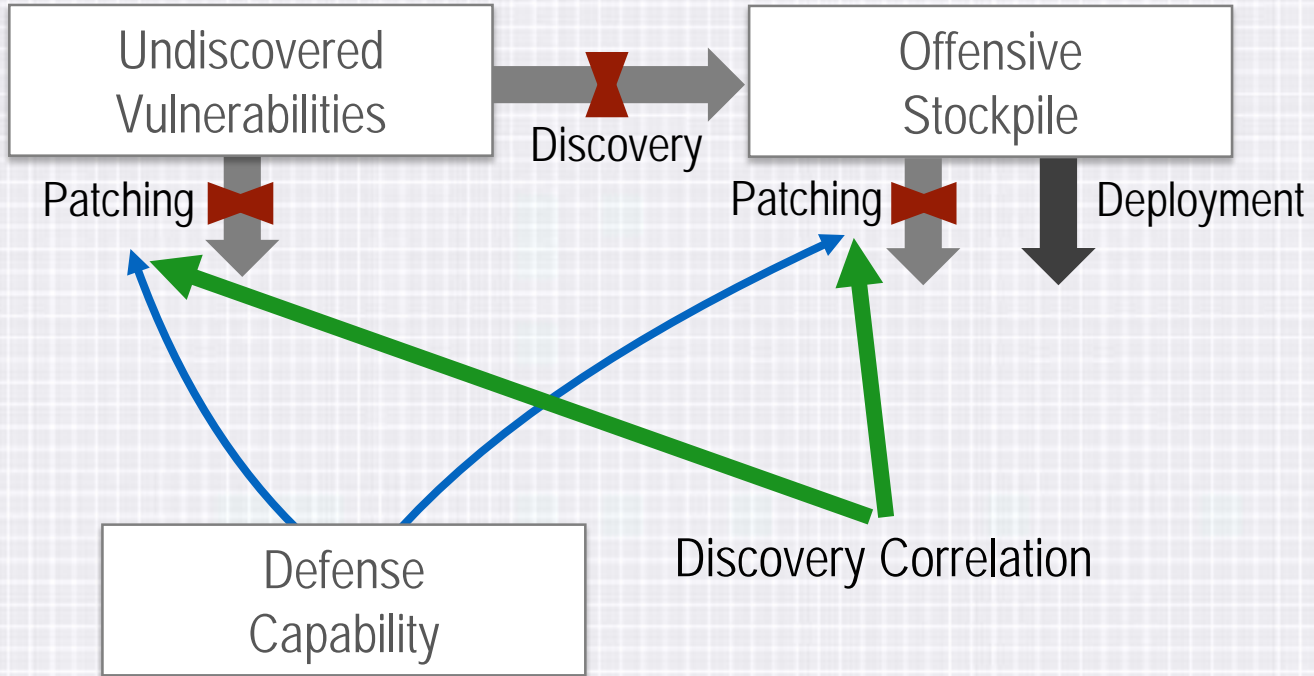 Undiscovered
Vulnerabilities
Offensive
Stockpile
Discovery
Patching
Patching
Deployment
Defense
Capability
Discovery Correlation